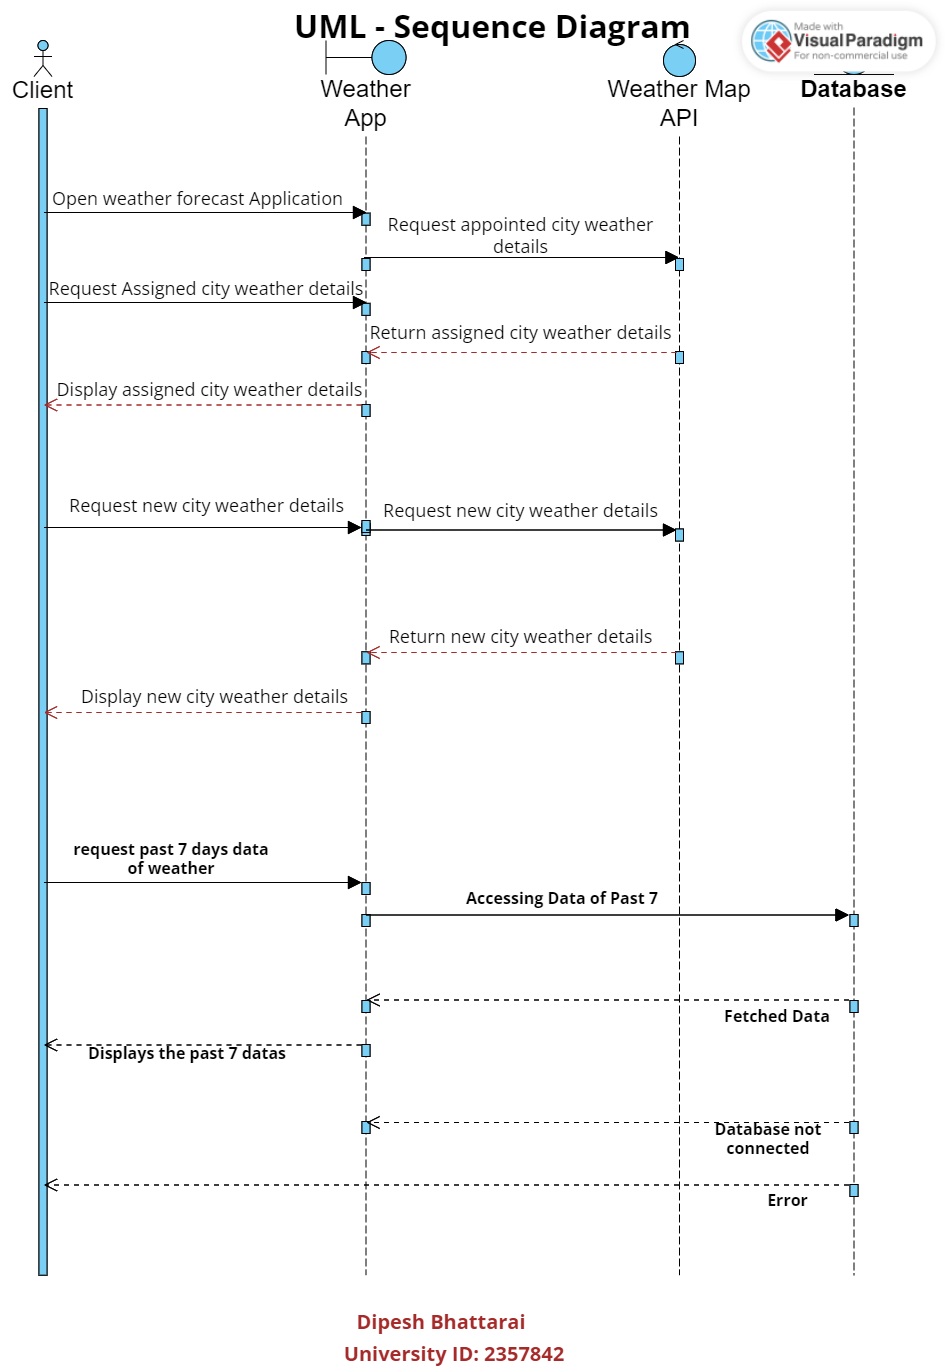 UML - Sequence Diagram
Made with
Visual Paradigm
For non-commercial use
Client
Weather
App
Weather Map
API
Database
Open weather forecast Application
Request appointed city weather
details
Request Assigned city weather details
Return assigned city weather details
Display assigned city weather details
Request new city weather details
Request new city weather details
Return new city weather details
Display new city weather details
request past 7 days data
of weather
Accessing Data of Past 7
Fetched Data
Displays the past 7 datas
Database not
connected
Error
Dipesh Bhattarai
University ID: 2357842